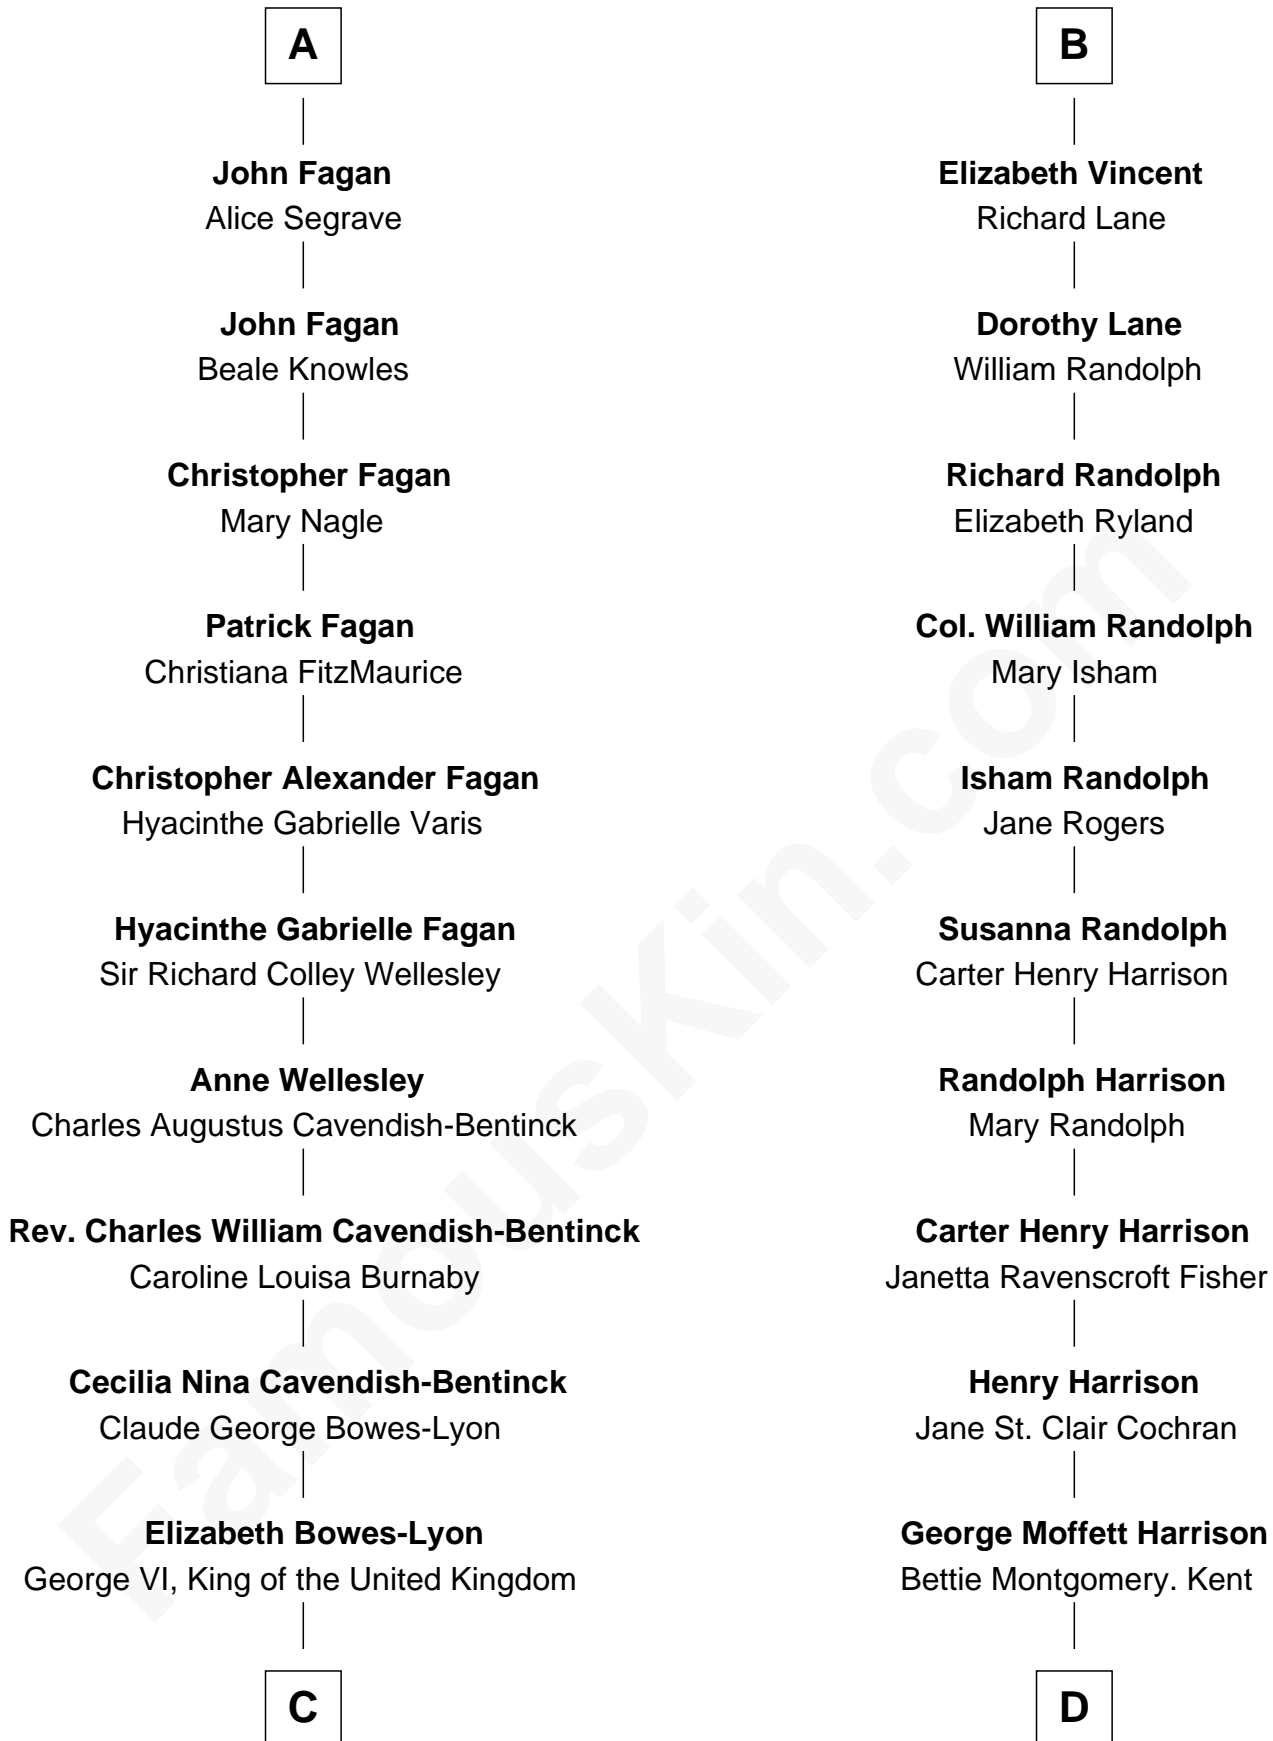 A
John Fagan
Alice Segrave
John Fagan
Beale Knowles
Christopher Fagan
Mary Nagle
Patrick Fagan
Christiana FitzMaurice
Christopher Alexander Fagan
Hyacinthe Gabrielle Varis
Hyacinthe Gabrielle Fagan
Sir Richard Colley Wellesley
Anne Wellesley
Charles Augustus Cavendish-Bentinck
Rev. Charles William Cavendish-Bentinck
Caroline Louisa Burnaby
Cecilia Nina Cavendish-Bentinck
Claude George Bowes-Lyon
Elizabeth Bowes-Lyon
George VI, King of the United Kingdom
C
B
Elizabeth Vincent
Richard Lane
Dorothy Lane
William Randolph
Richard Randolph
Elizabeth Ryland
Col. William Randolph
Mary Isham
Isham Randolph
Jane Rogers
Susanna Randolph
Carter Henry Harrison
Randolph Harrison
Mary Randolph
Carter Henry Harrison
Janetta Ravenscroft Fisher
Henry Harrison
Jane St. Clair Cochran
George Moffett Harrison
Bettie Montgomery. Kent
D
FamousKin.com